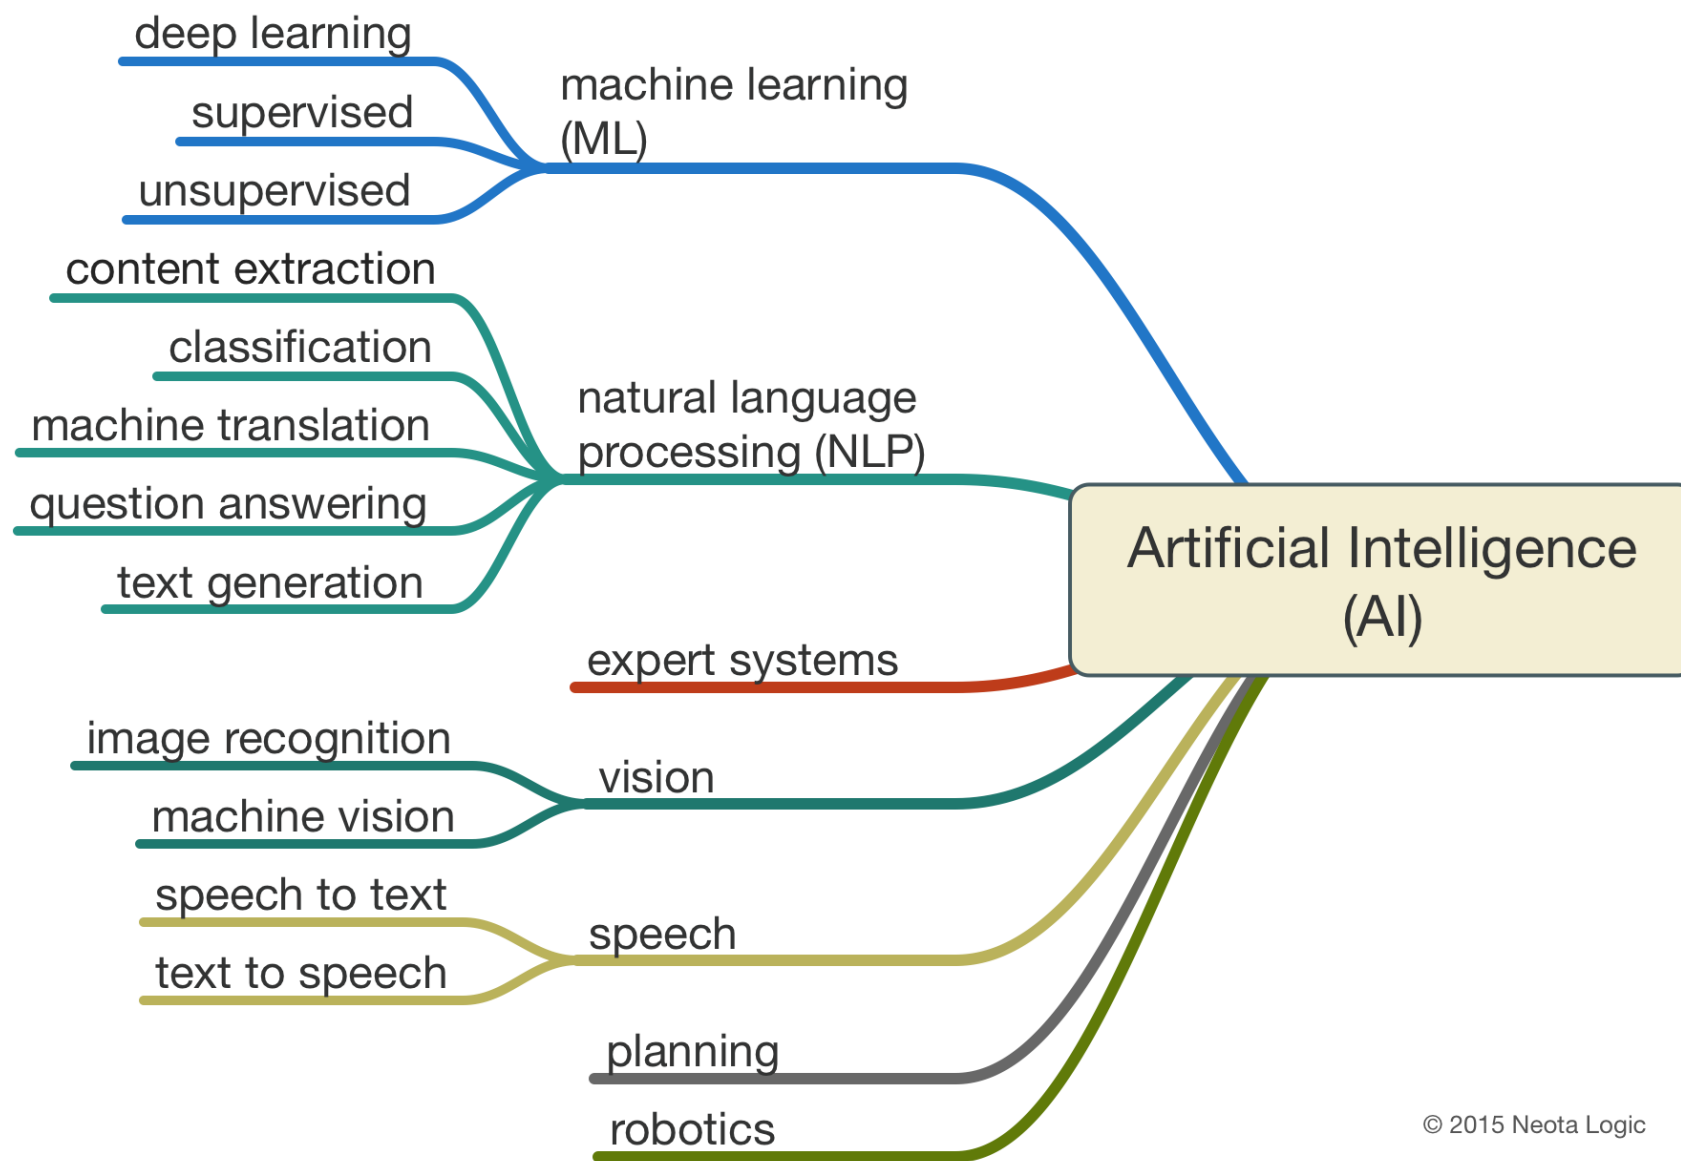 deep learning
supervised
unsupervised
machine learning
(ML)
content extraction
classification
machine translation
question answering
text generation
natural language
processing (NLP)
Artificial Intelligence
(AI)
expert systems
image recognition
machine vision
vision
speech to text
text to speech
speech
planning
robotics
© 2015 Neota Logic